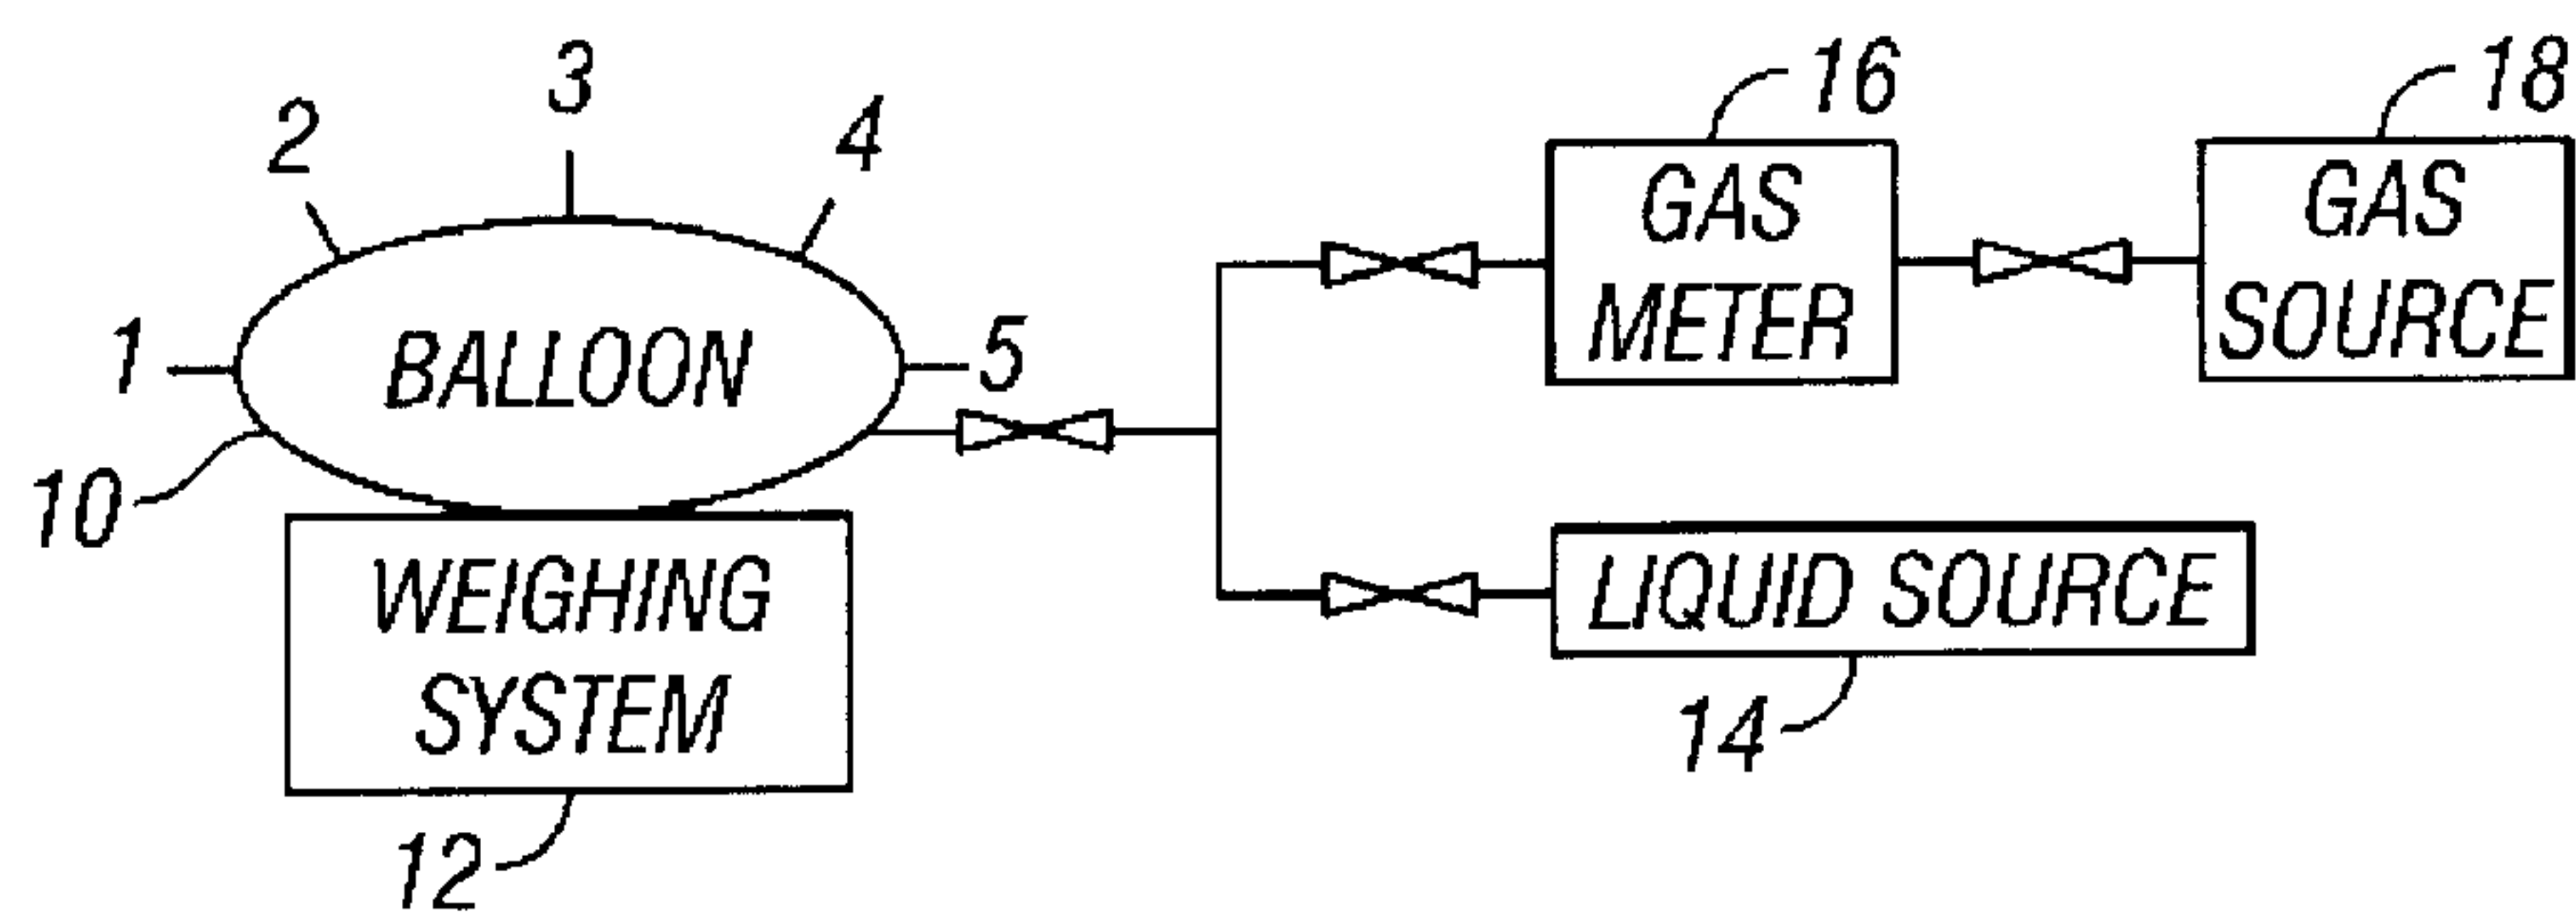 3
16
18
2
4
GAS
METER
GAS
SOURCE
1
BALLOON
5
10
WEIGHING
SYSTEM
LIQUID SOURCE
14
12